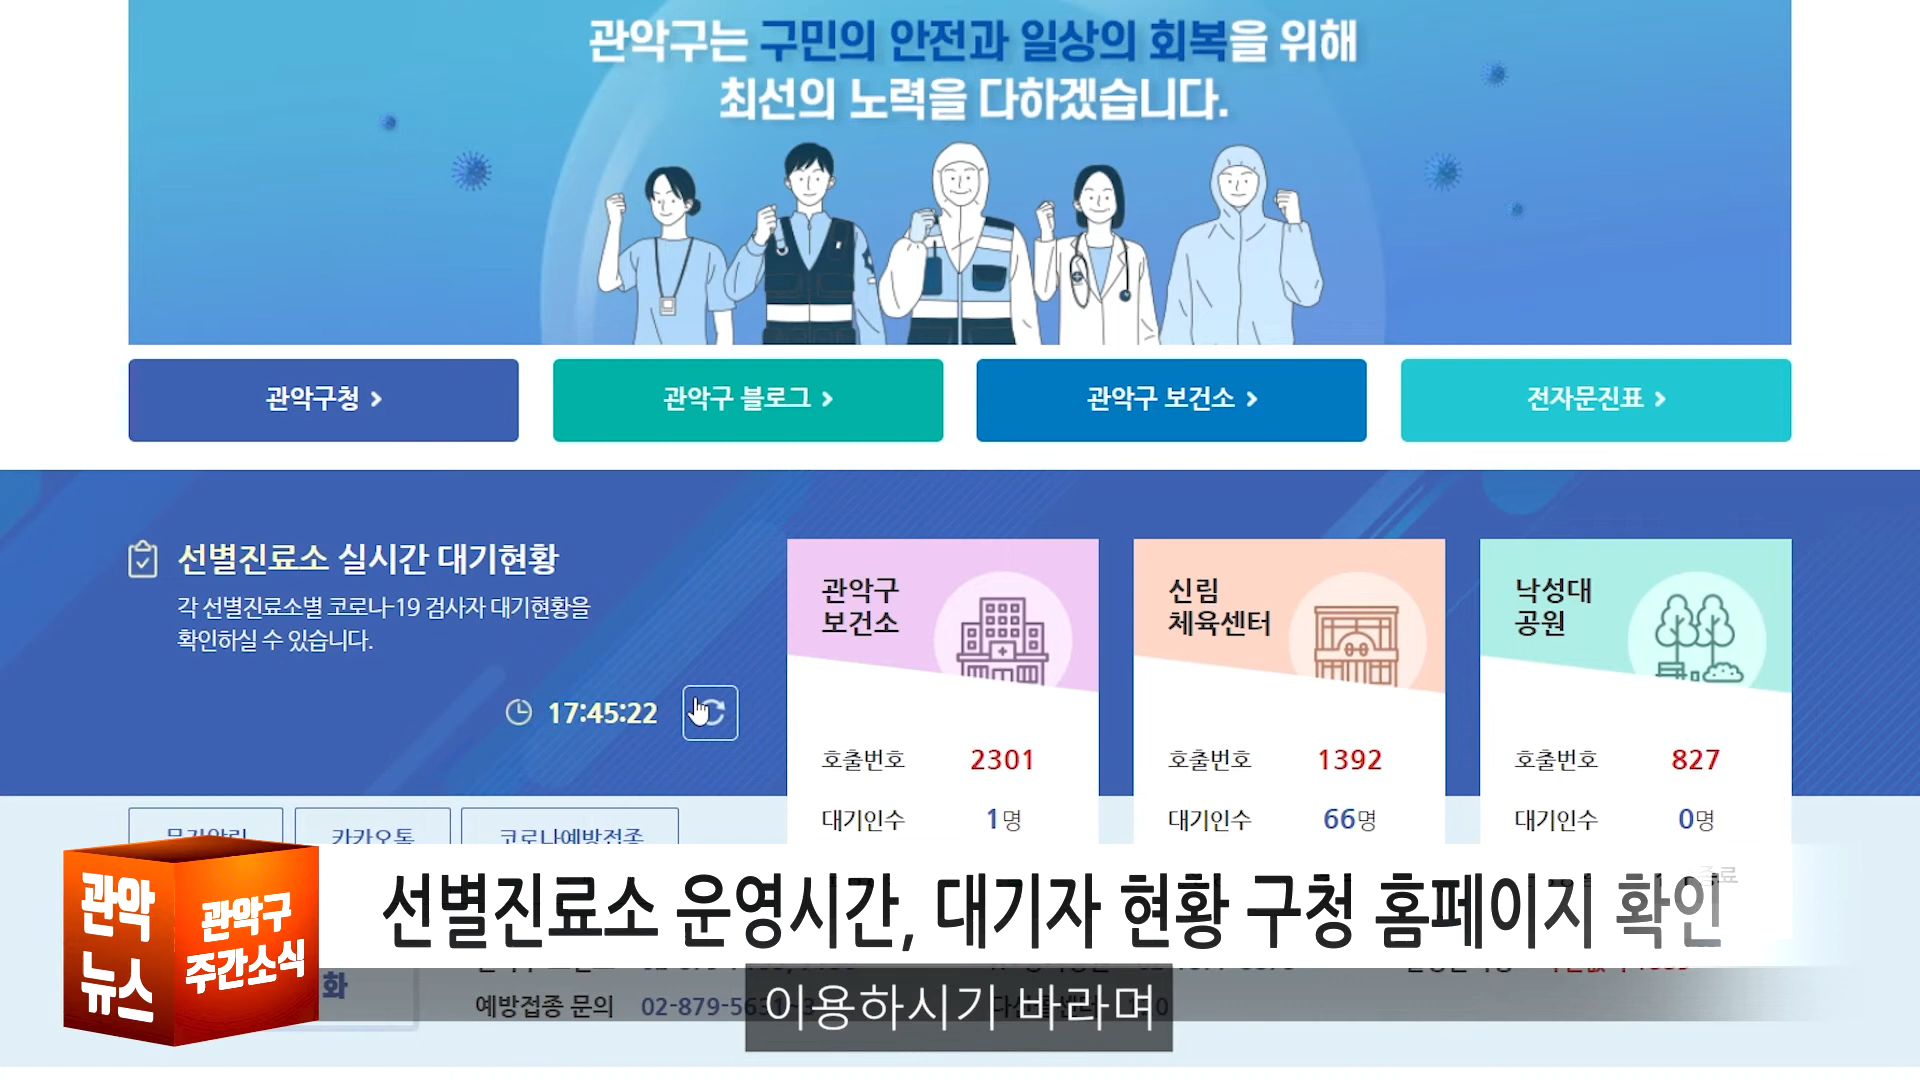 관악구는 구민의 안전과 일상의 회복을 위해
최선의 노력을 다하겠습니다.
관악구청 >
관악구 블로그 >
관악구 보건소 >
전자문진표 >
선별진료소 실시간 대기현황
각 선별진료소별 코로나-19 검사자 대기현황을
확인하실 수 있습니다.
17:45:22
관악구
보건소
호출번호 2301
대기인수 1명
신림
체육센터
호출번호 1392
대기인수 66명
낙성대
공원
호출번호 827
대기인수 0명
카카오톡
코로나예방접종
종료
관악
뉴스
관악구
주간소식
선별진료소 운영시간, 대기자 현황 구청 홈페이지 확인
화
예방접종 문의
이용하시기 바라며